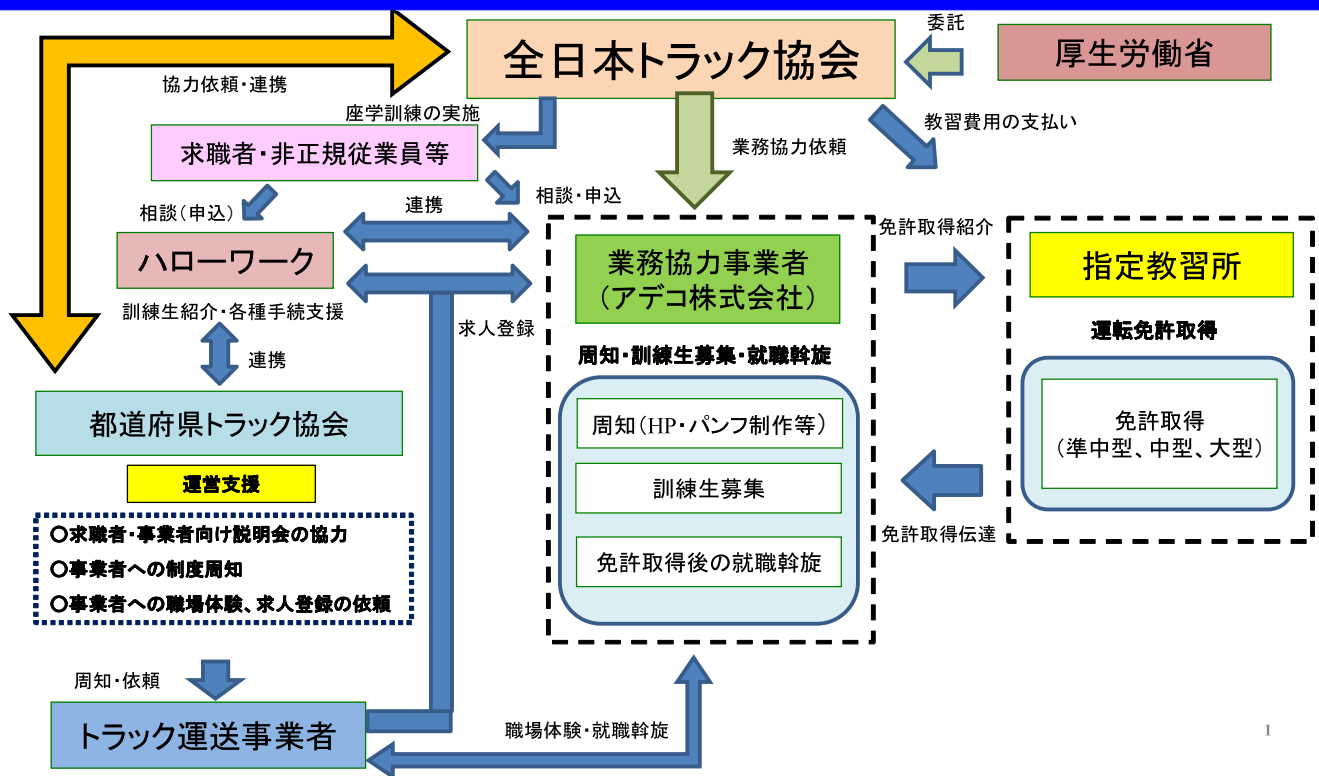 委託
全日本トラック協会
厚生労働省
協力依頼・連携
座学訓練の実施
教習費用の支払い
業務協力依頼
求職者・非正規従業員等
相談・申込
相談（申込）
連携
免許取得紹介
ハローワーク
業務協力事業者
（アデコ株式会社）
指定教習所
訓練生紹介・各種手続支援
求人登録
運転免許取得
連携
周知・訓練生募集・就職斡旋
都道府県トラック協会
周知（HP・パンフ制作等）
免許取得
（準中型、中型、大型）
運営支援
訓練生募集
〇求職者・事業者向け説明会の協力
免許取得伝達
〇事業者への制度周知
免許取得後の就職斡旋
〇事業者への職場体験、求人登録の依頼
周知・依頼
トラック運送事業者
職場体験・就職斡旋
1